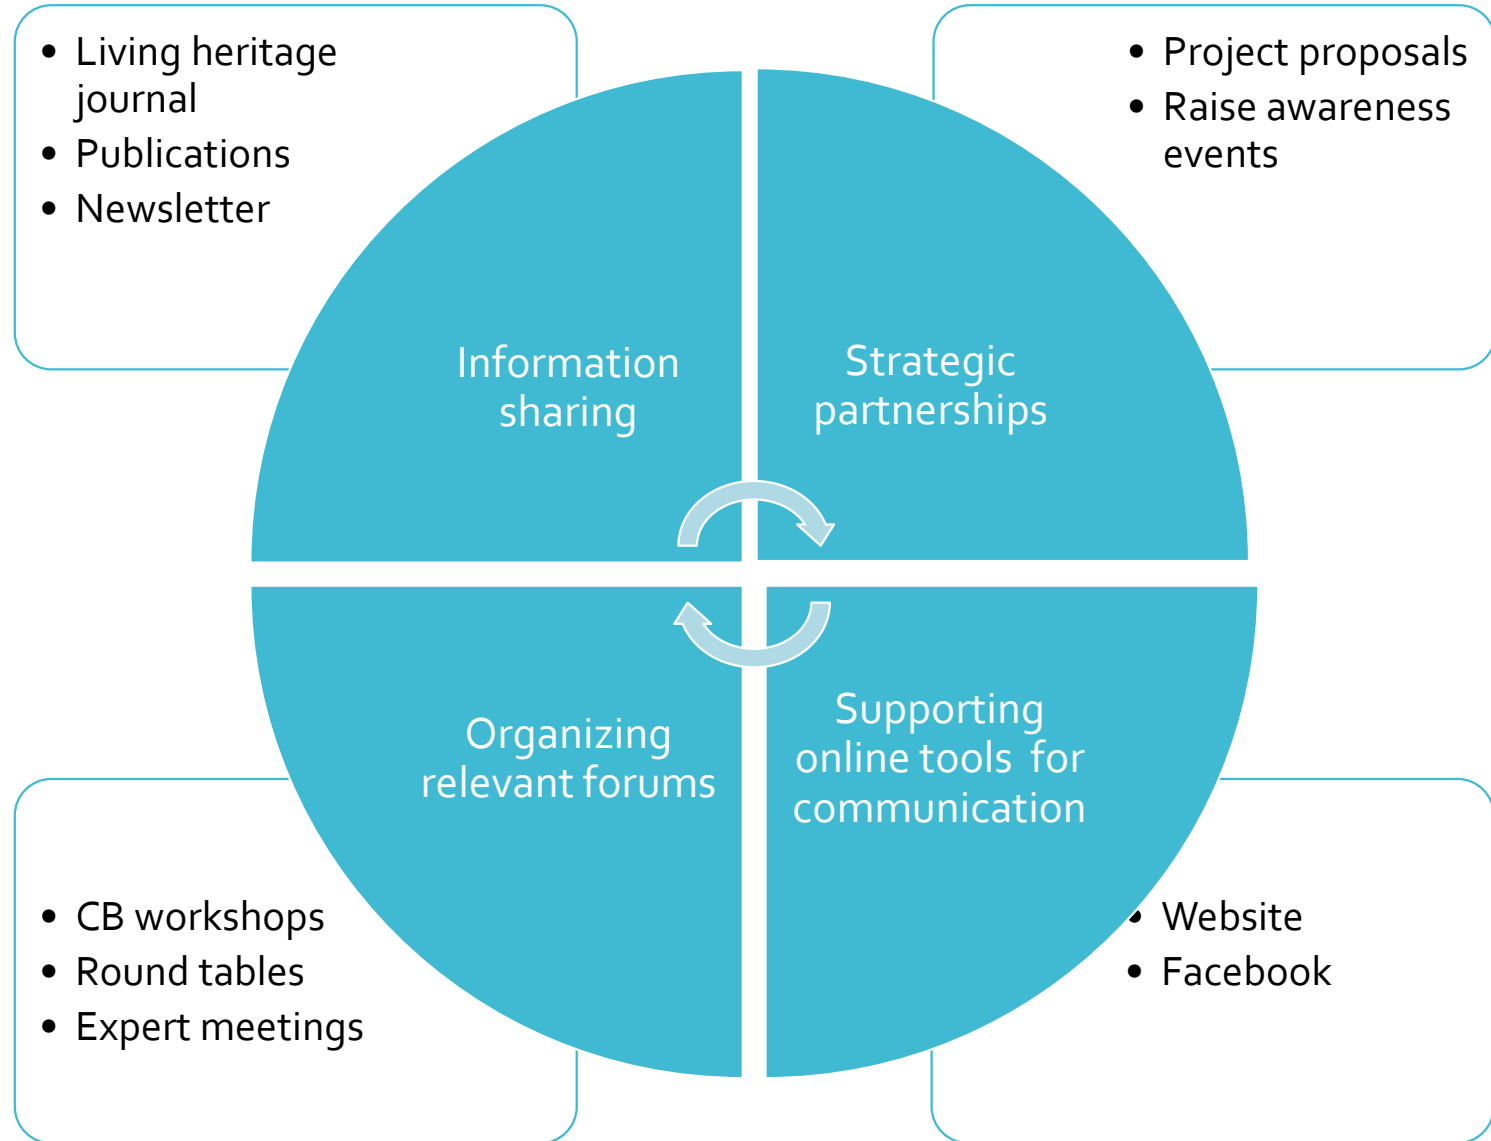 • Living heritage
journal
• Publications
• Newsletter
• Project proposals
• Raise awareness
events
Information
sharing
Strategic
partnerships
Organizing
relevant forums
Supporting
online tools for
communication
• CB workshops
• Round tables
• Expert meetings
• Website
• Facebook